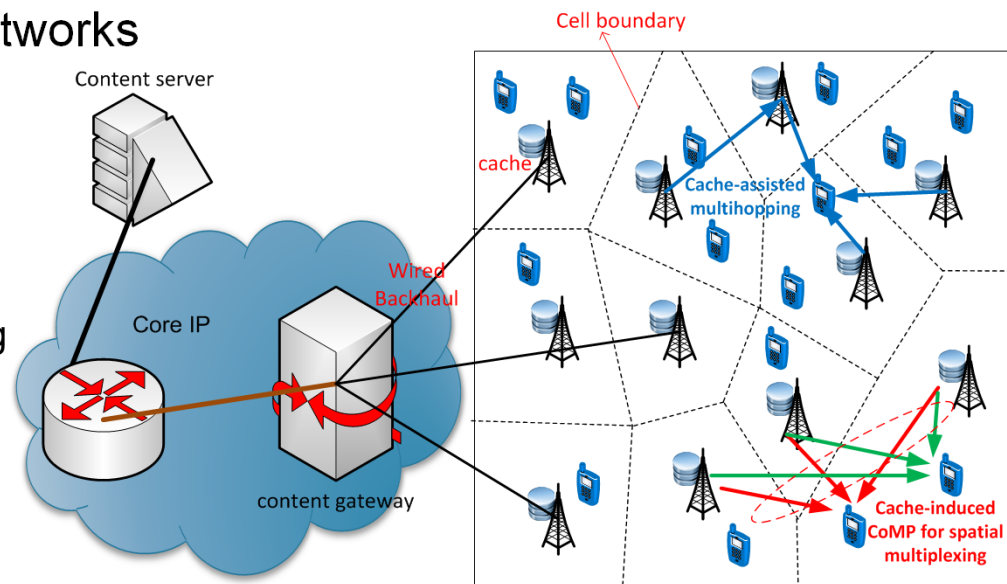 tworks
Cell boundary
Content server
cache
Cache-assisted
multihopping
Wired
Backhaul
Core IP
g
content gateway
Cache-induced
CoMP for spatial
multiplexing